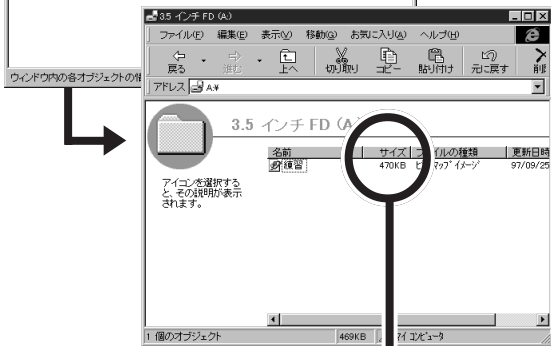 ウィンドウ内の各オブジェクトの情
3.5 インチ FD (A:)
ファイル(F) 編集(E) 表示(V) 移動(G) お気に入り(A) ヘルプ(H)
戻る 進む 上へ 切り取り コピー 貼り付け 元に戻す 削
アドレス A:¥
3.5 インチ FD (A
名前 サイズ ファイルの種類 更新日時
練習 470KB ビットマップ イメージ 97/09/25
アイコンを選択する
と、その説明が表示
されます。
1 個のオブジェクト 469KB マイ コンピュータ